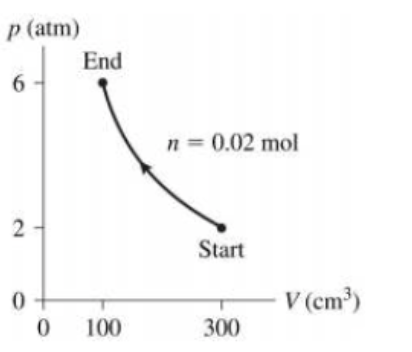 p (atm)
End
6
n = 0.02 mol
2
Start
0
V (cm³)
0 100 300